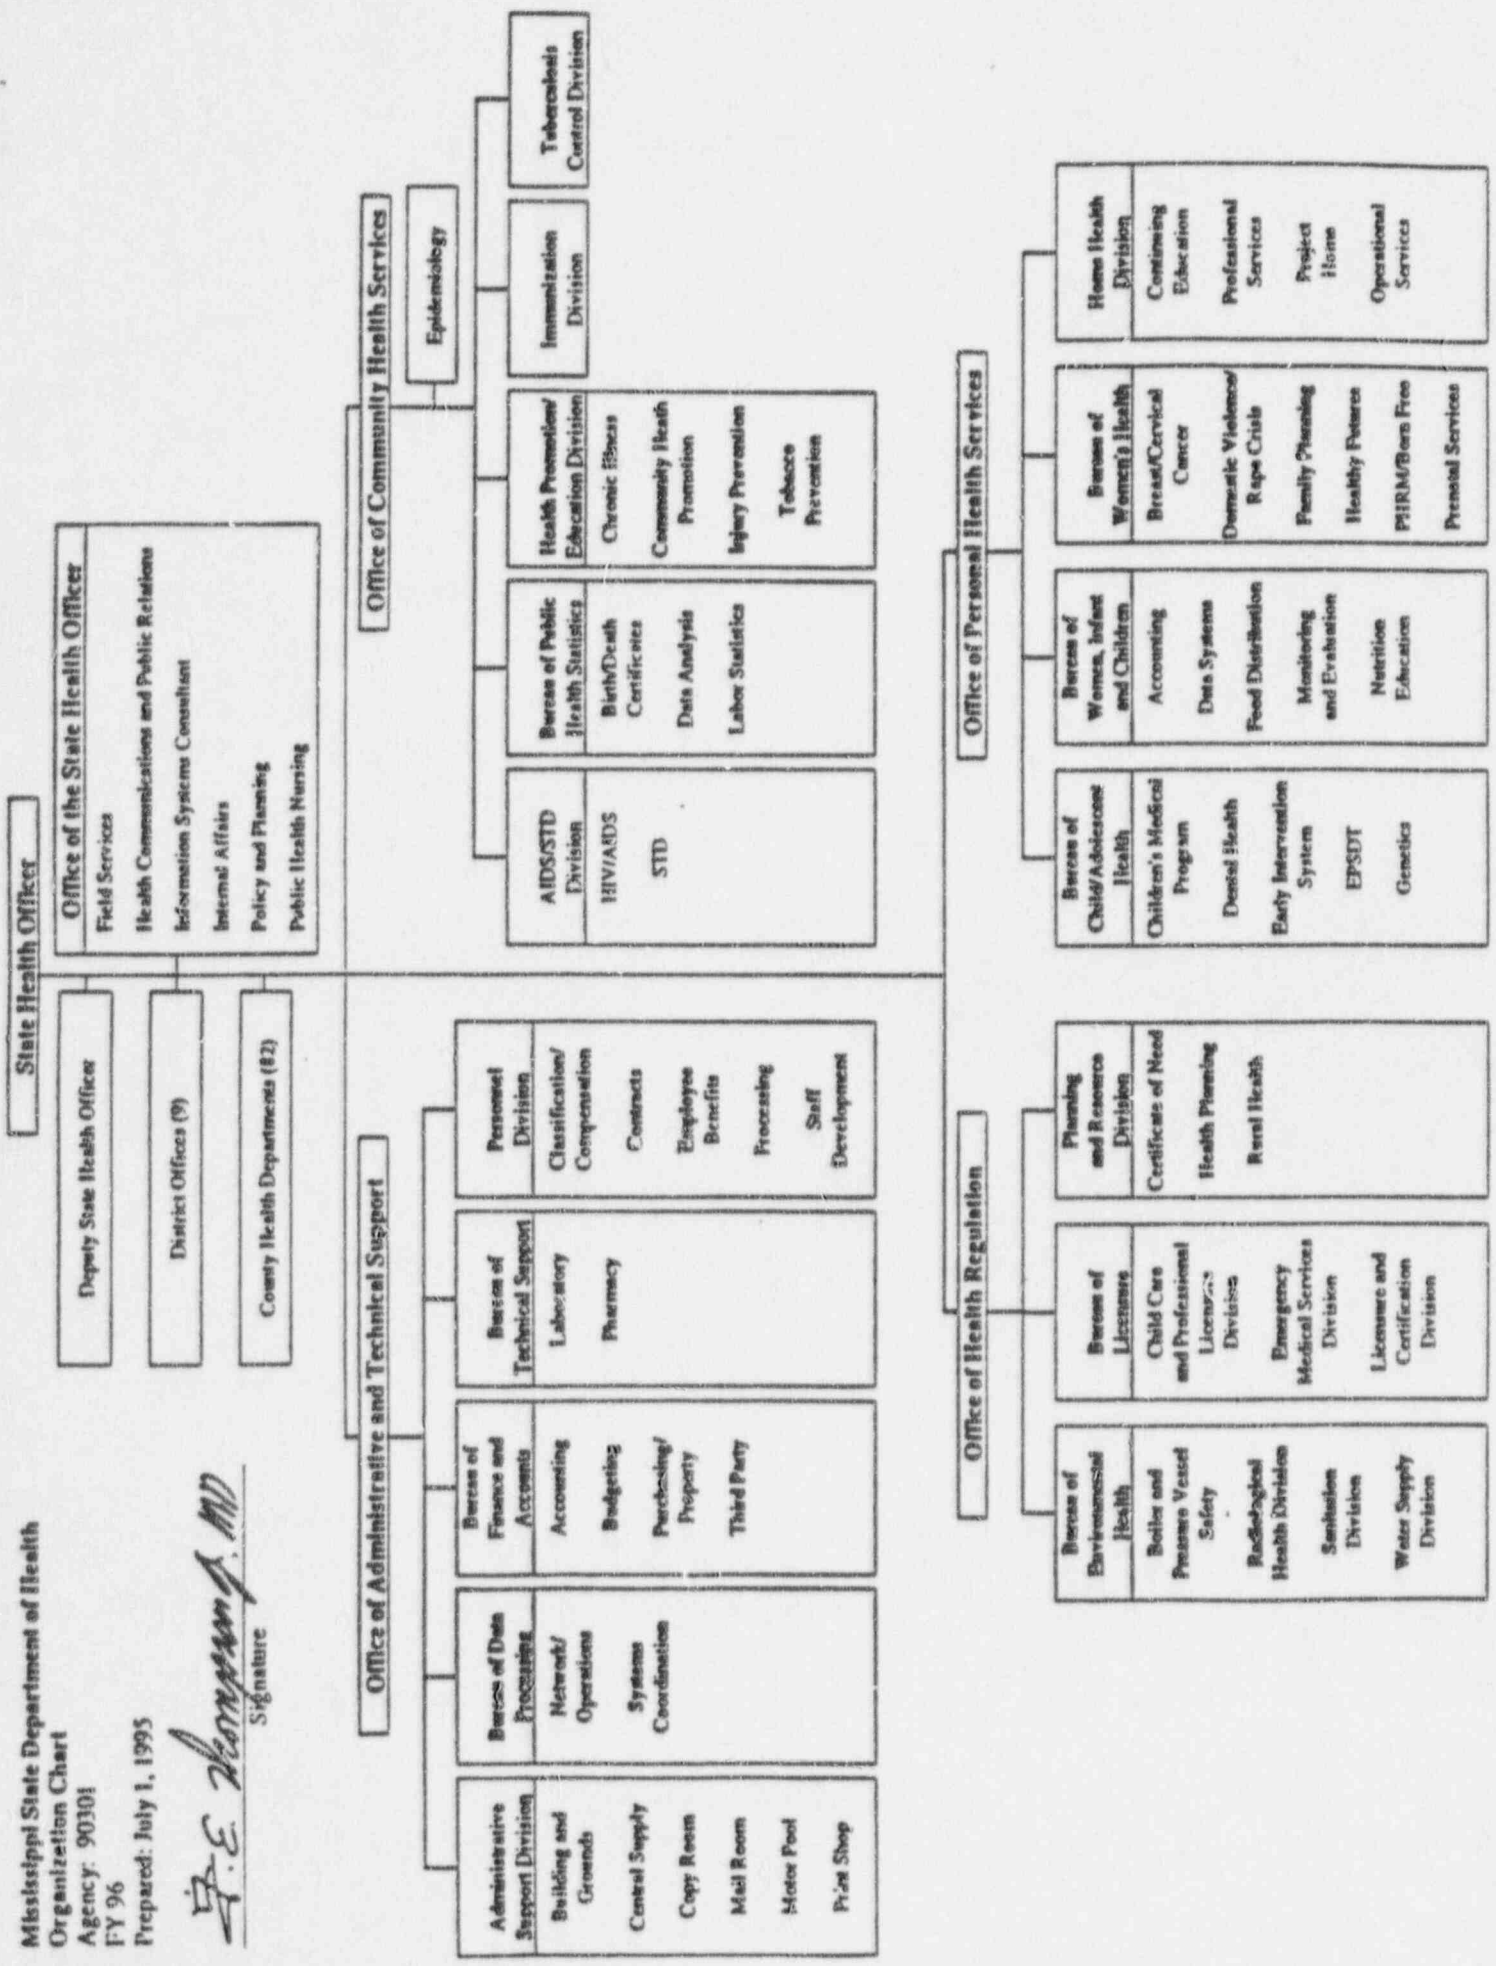 Mississippi State Department of Health
Organization Chart
Agency: 90301
FY 96
Prepared: July 1, 1995
Signature
State Health Officer
Deputy State Health Officer
District Offices (9)
County Health Departments (82)
Office of the State Health Officer
Field Services
Health Communications and Public Relations
Information Systems Consultant
Internal Affairs
Policy and Planning
Public Health Nursing
Office of Administrative and Technical Support
Administrative
Support Division
Building and
Grounds
Central Supply
Copy Room
Mail Room
Motor Pool
Print Shop
Bureau of Data
Processing
Network/
Operations
Systems
Coordination
Bureau of
Finance and
Accounts
Accounting
Budgeting
Purchasing/
Property
Third Party
Bureau of
Technical Support
Laboratory
Pharmacy
Personnel
Division
Classification/
Compensation
Contracts
Employee
Benefits
Processing
Staff
Development
Office of Community Health Services
Epidemiology
AIDS/STD
Division
HIV/AIDS
STD
Bureau of Public
Health Statistics
Birth/Death
Certificates
Data Analysis
Labor Statistics
Health Promotion/
Education Division
Chronic Illness
Community Heath
Promotion
Injury Prevention
Tobacco
Prevention
Immunization
Division
Tuberculosis
Control Division
Office of Health Regulation
Bureau of
Environmental
Health
Boiler and
Pressure Vessel
Safety
Radiological
Health Division
Sanitation
Division
Water Supply
Division
Bureau of
Licensure
Child Care
and Professional
Licensure
Division
Emergency
Medical Services
Division
Licensure and
Certification
Division
Planning
and Resource
Division
Certificate of Need
Health Planning
Rural Health
Office of Personal Health Services
Bureau of
Child/Adolescent
Health
Children's Medical
Program
Dental Health
Early Intervention
System
EPSDT
Genetics
Bureau of
Women, Infant
and Children
Accounting
Data Systems
Food Distribution
Monitoring
and Evaluation
Nutrition
Education
Bureau of
Women's Health
Breast/Cervical
Cancer
Domestic Violence/
Rape Crisis
Family Planning
Healthy Futures
PHRM/Born Free
Prenatal Services
Home Health
Division
Continuing
Education
Professional
Services
Project
Home
Operational
Services